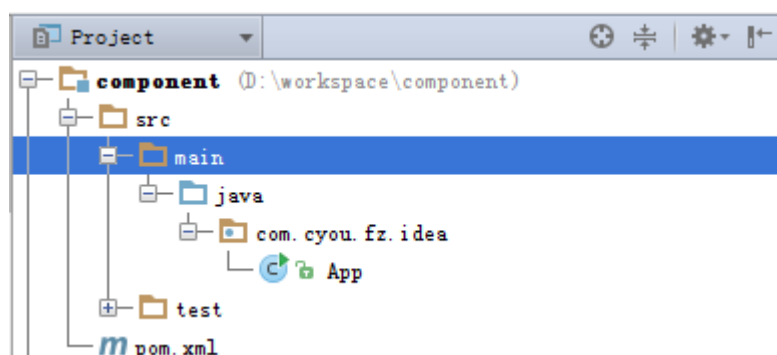 Project
component (D:\workspace\component)
src
main
java
com.cyou.fz.idea
App
test
pom.xml